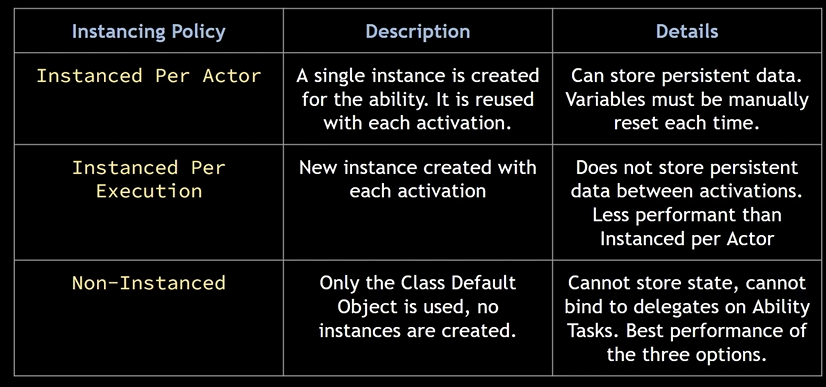 Instancing Policy
Description
Details
Instanced Per Actor
A single instance is created
for the ability. It is reused
with each activation.
Can store persistent data.
Variables must be manually
reset each time.
Instanced Per
Execution
New instance created with
each activation
Does not store persistent
data between activations.
Less performant than
Instanced per Actor
Non-Instanced
Only the Class Default
Object is used, no
instances are created.
Cannot store state, cannot
bind to delegates on Ability
Tasks. Best performance of
the three options.